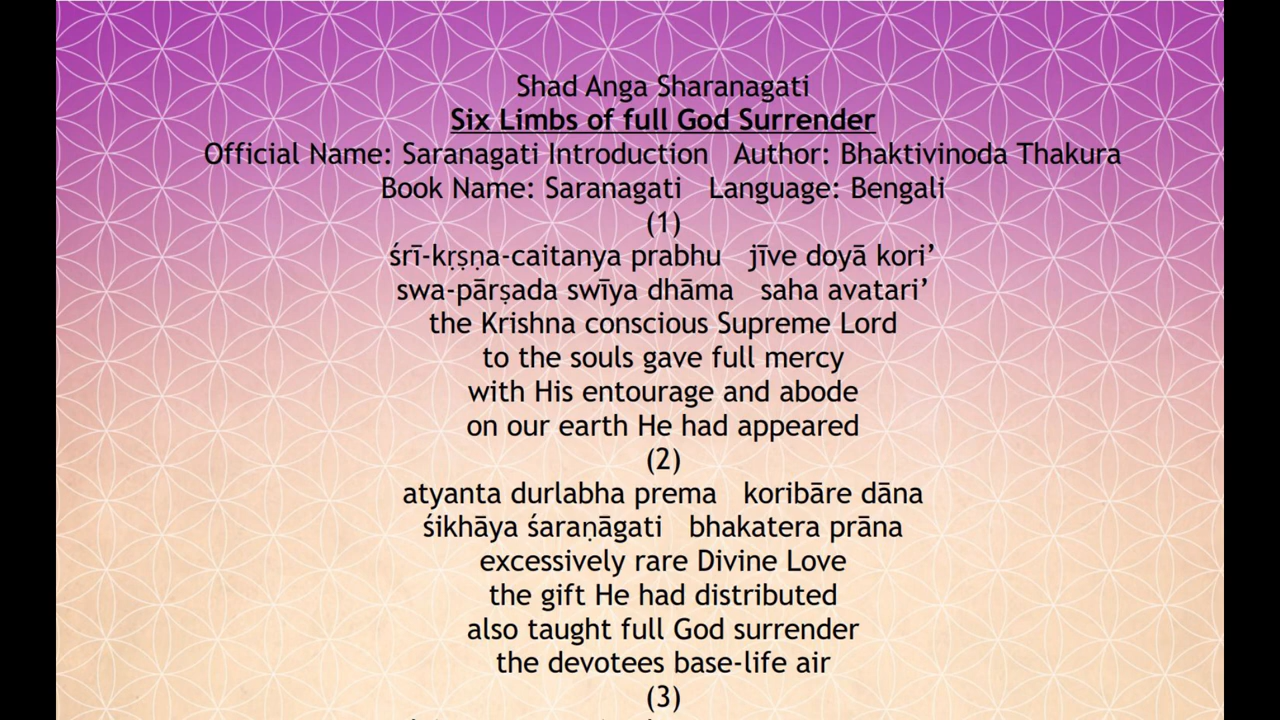 Shad Anga Sharanagati
Six Limbs of full God Surrender
Official Name: Saranagati Introduction Author: Bhaktivinoda Thakura
Book Name: Saranagati Language: Bengali
(1)
śrī-kṛṣṇa-caitanya prabhu jīve doyā kori’
swa-pārṣada swīya dhāma saha avatari’
the Krishna conscious Supreme Lord
to the souls gave full mercy
with His entourage and abode
on our earth He had appeared
(2)
atyanta durlabha prema koribāre dāna
śikhāya śaraṇāgati bhakatera prāna
excessively rare Divine Love
the gift He had distributed
also taught full God surrender
the devotees base-life air
(3)